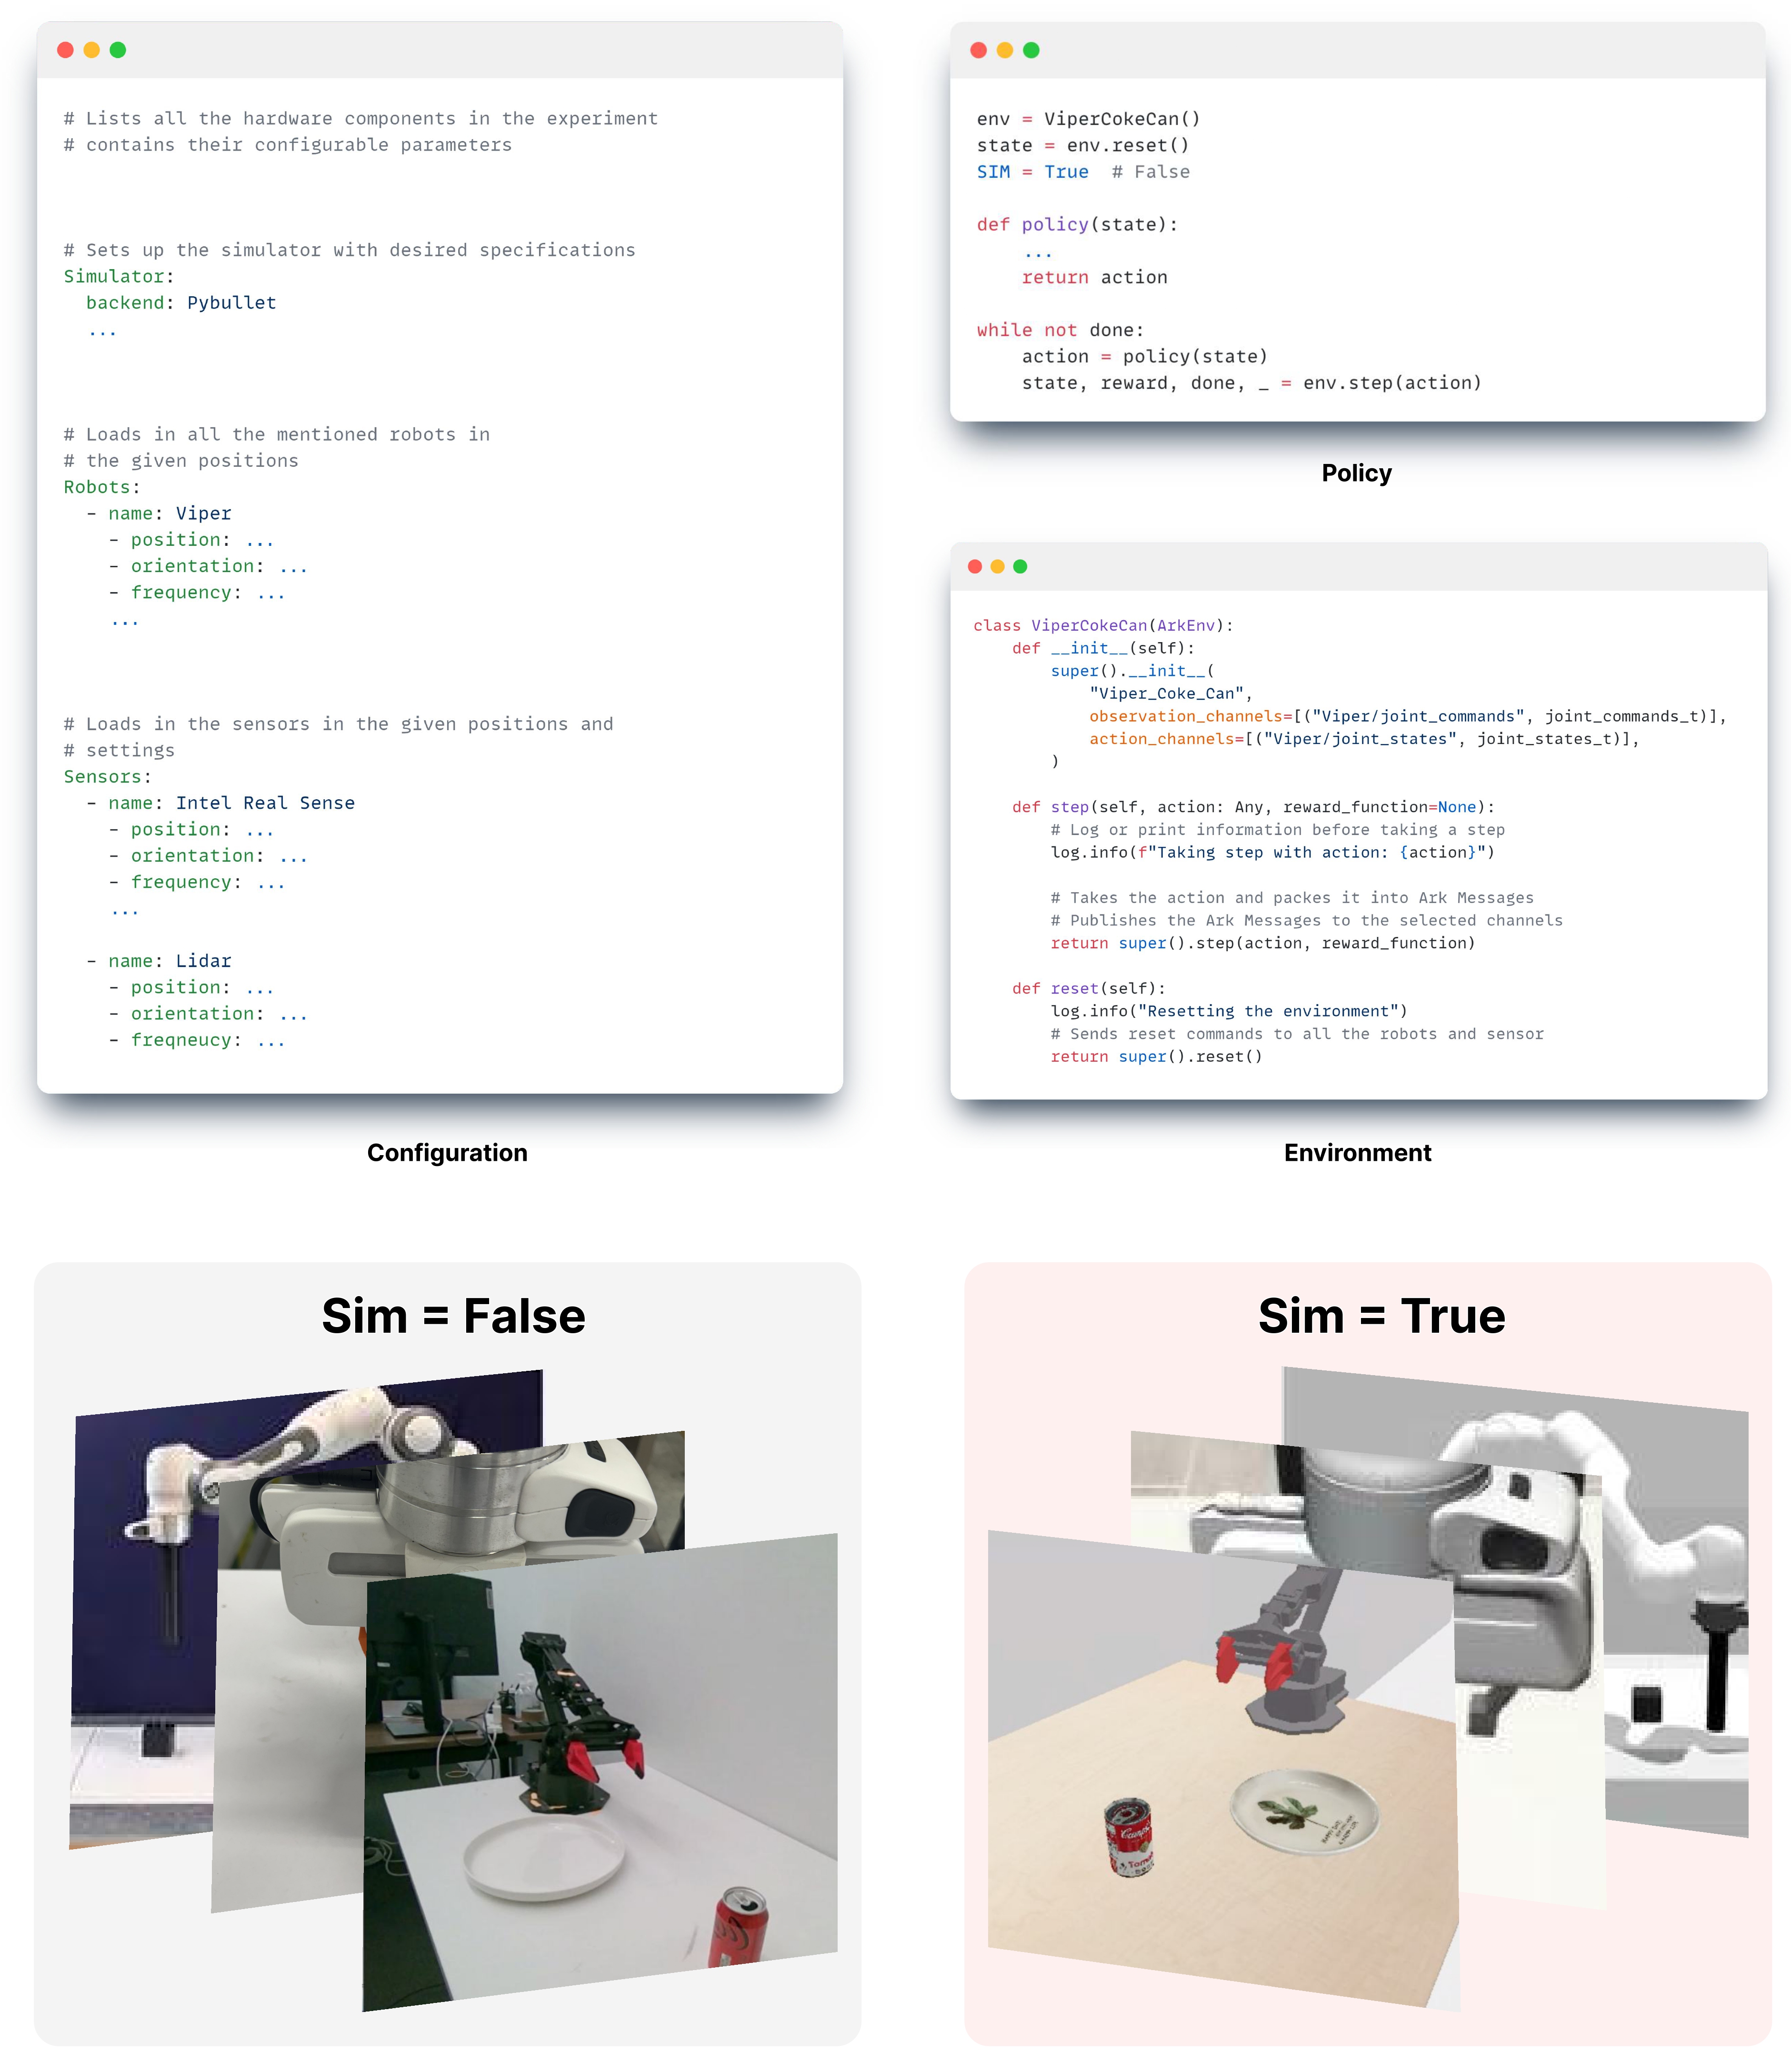 # Lists all the hardware components in the experiment
# contains their configurable parameters
# Sets up the simulator with desired specifications
Simulator:
  backend: Pybullet
  ...
# Loads in all the mentioned robots in
# the given positions
Robots:
  - name: Viper
    - position: ...
    - orientation: ...
    - frequency: ...
    ...
# Loads in the sensors in the given positions and
# settings
Sensors:
  - name: Intel Real Sense
    - position: ...
    - orientation: ...
    - frequency: ...
    ...
  - name: Lidar
    - position: ...
    - orientation: ...
    - freqneucy: ...
Configuration
env = ViperCokeCan()
state = env.reset()
SIM = True  # False
def policy(state):
    ...
    return action
while not done:
    action = policy(state)
    state, reward, done, _ = env.step(action)
Policy
class ViperCokeCan(ArkEnv):
    def __init__(self):
        super().__init__(
            "Viper_Coke_Can",
            observation_channels=[("Viper/joint_commands", joint_commands_t)],
            action_channels=[("Viper/joint_states", joint_states_t)],
        )
    def step(self, action: Any, reward_function=None):
        # Log or print information before taking a step
        log.info(f"Taking step with action: {action}")
        # Takes the action and packes it into Ark Messages
        # Publishes the Ark Messages to the selected channels
        return super().step(action, reward_function)
    def reset(self):
        log.info("Resetting the environment")
        # Sends reset commands to all the robots and sensor
        return super().reset()
Environment
Sim = False
Sim = True